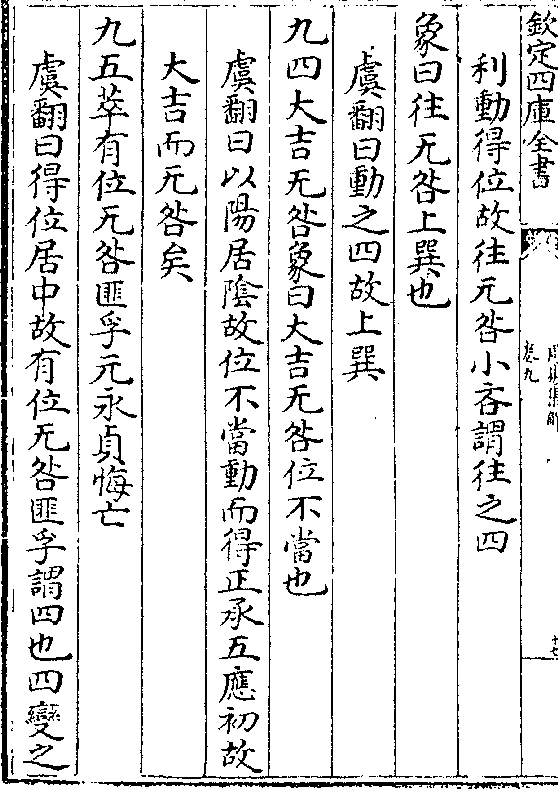 欽定四庫全書
卷九
利動得位故往无咎小吝謂往之四
象曰往无咎上巽也
虞翻曰動之四故上巽
九四大吉无咎象曰大吉无咎位不當也
虞翻曰以陽居陰故位不當動而得正承五應初故
大吉而无咎矣
九五萃有位无咎匪孚元永貞悔亡
虞翻曰得位居中故有位无咎匪孚謂四也四變之